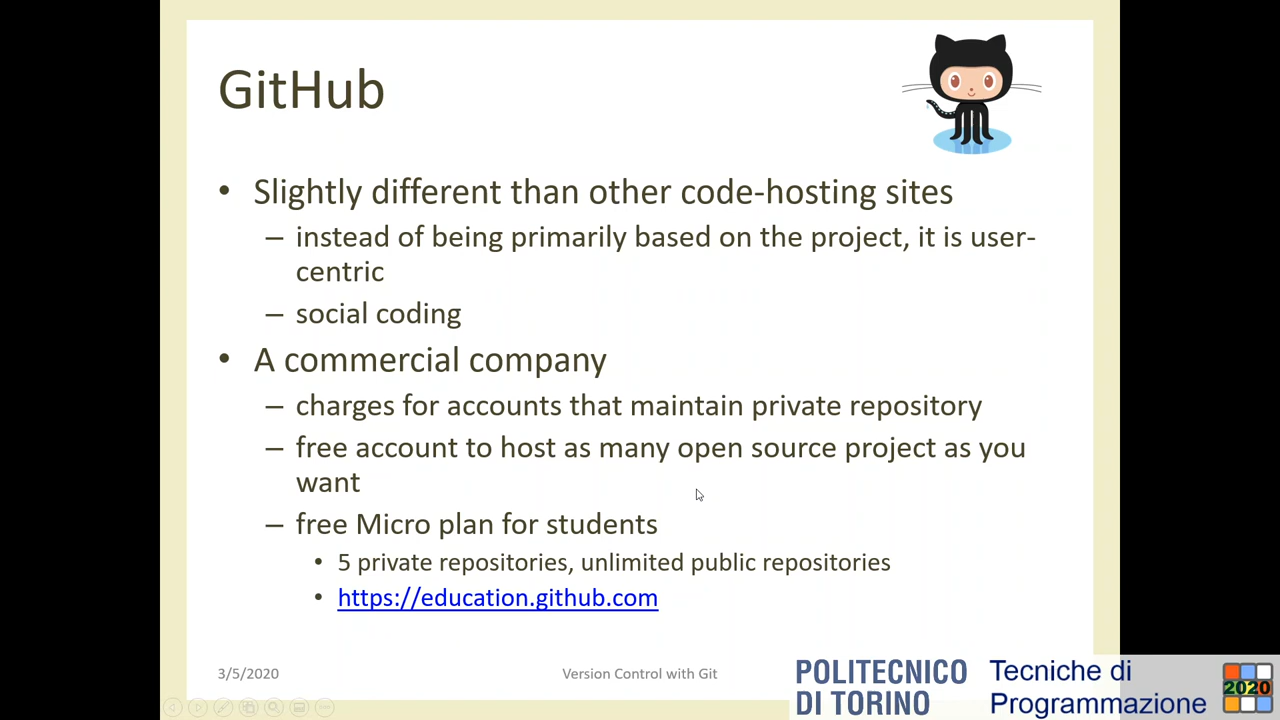 GitHub
• Slightly different than other code-hosting sites
– instead of being primarily based on the project, it is user-
centric
– social coding
• A commercial company
– charges for accounts that maintain private repository
– free account to host as many open source project as you
want
– free Micro plan for students
• 5 private repositories, unlimited public repositories
• https://education.github.com
3/5/2020
Version Control with Git
POLITECNICO
DI TORINO
Tecniche di
Programmazione
2020